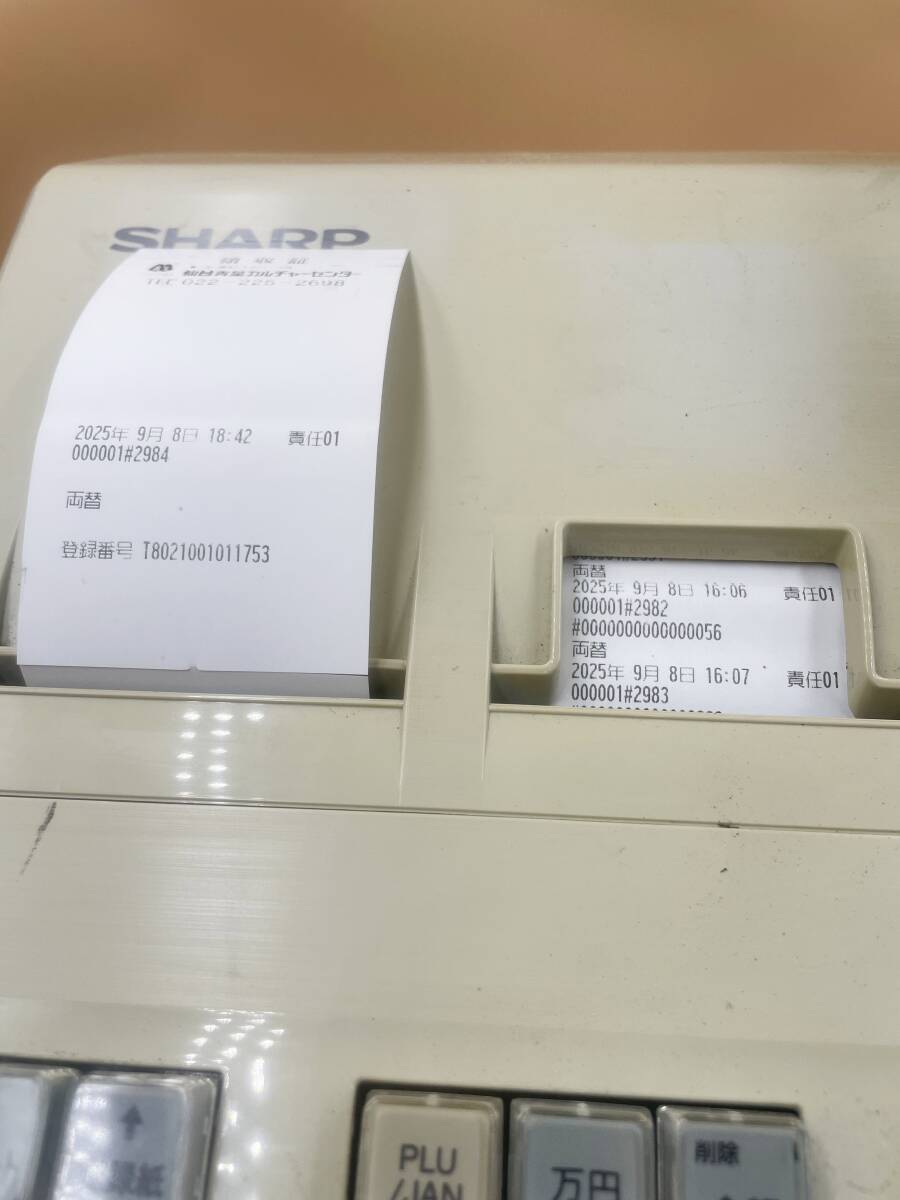 SHARP
領収証
仙台青葉カルチャーセンター
TEL 022-225-2698
2025年 9月 8日 18:42 責任01
000001#2984
両替
登録番号 T8021001011753
両替
2025年 9月 8日 16:06 責任01
000001#2982
#0000000000000056
両替
2025年 9月 8日 16:07 責任01
000001#2983
PLU
/JAN
万円
削除